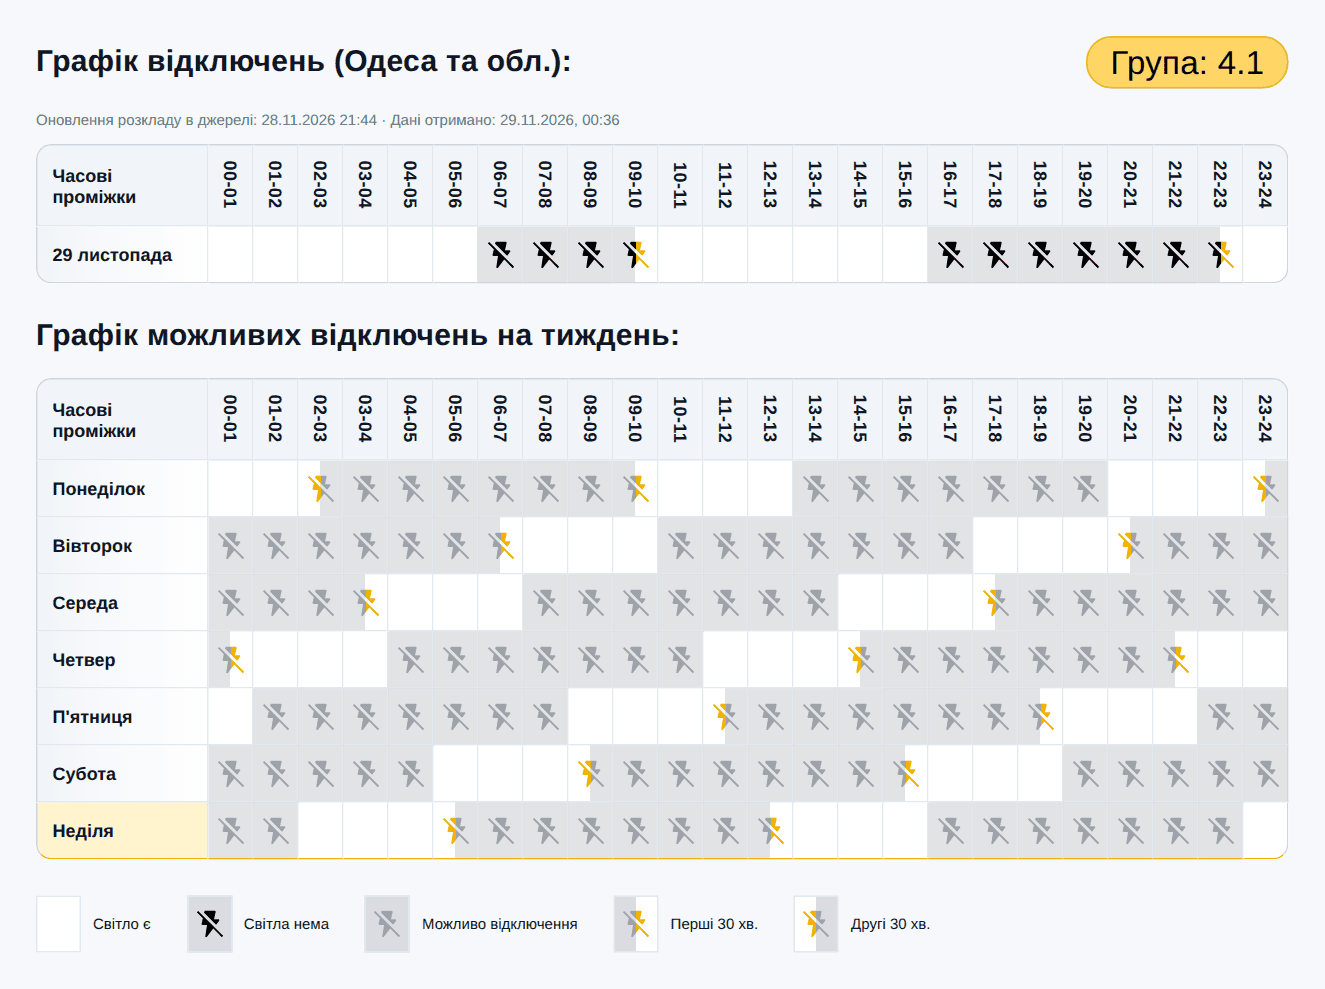 Графік відключень (Одеса та обл.):
Група: 4.1
Оновлення розкладу в джерелі: 28.11.2026 21:44 · Дані отримано: 29.11.2026, 00:36
Часові проміжки 00-01 01-02 02-03 03-04 04-05 05-06 06-07 07-08 08-09 09-10 10-11 11-12 12-13 13-14 14-15 15-16 16-17 17-18 18-19 19-20 20-21 21-22 22-23 23-24
29 листопада
Графік можливих відключень на тиждень:
Часові проміжки 00-01 01-02 02-03 03-04 04-05 05-06 06-07 07-08 08-09 09-10 10-11 11-12 12-13 13-14 14-15 15-16 16-17 17-18 18-19 19-20 20-21 21-22 22-23 23-24
Понеділок
Вівторок
Середа
Четвер
П'ятниця
Субота
Неділя
Світло є
Світла нема
Можливо відключення
Перші 30 хв.
Другі 30 хв.